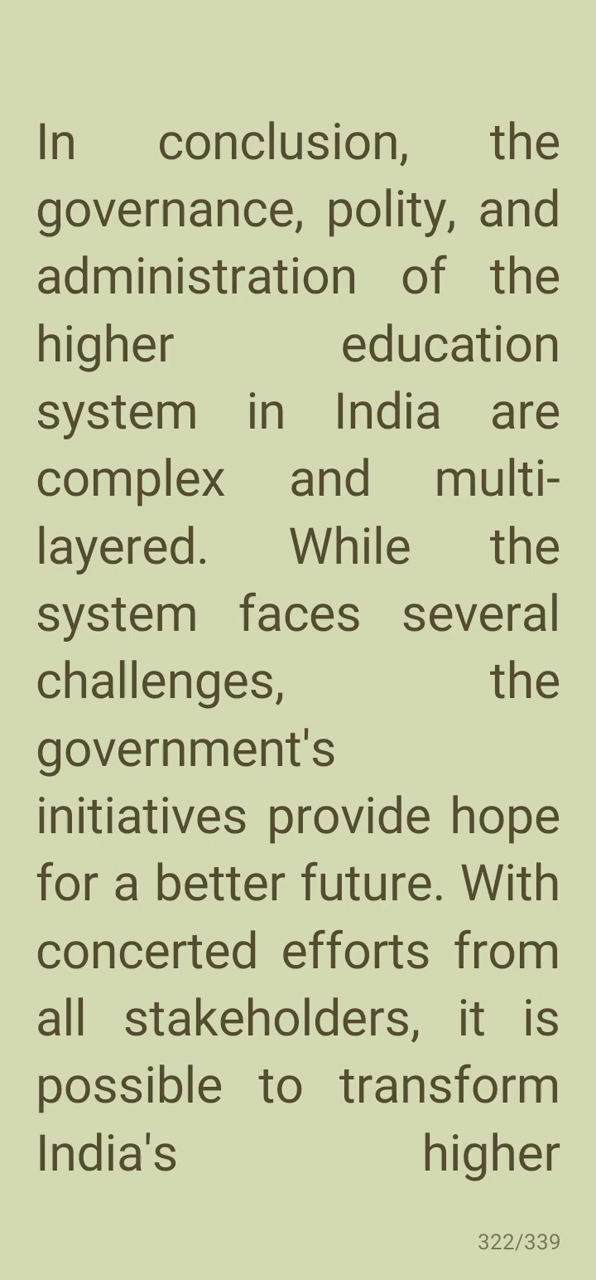 In conclusion, the
governance, polity, and
administration of the
higher education
system in India are
complex and multi-
layered. While the
system faces several
challenges, the
government's
initiatives provide hope
for a better future. With
concerted efforts from
all stakeholders, it is
possible to transform
India's higher
322/339